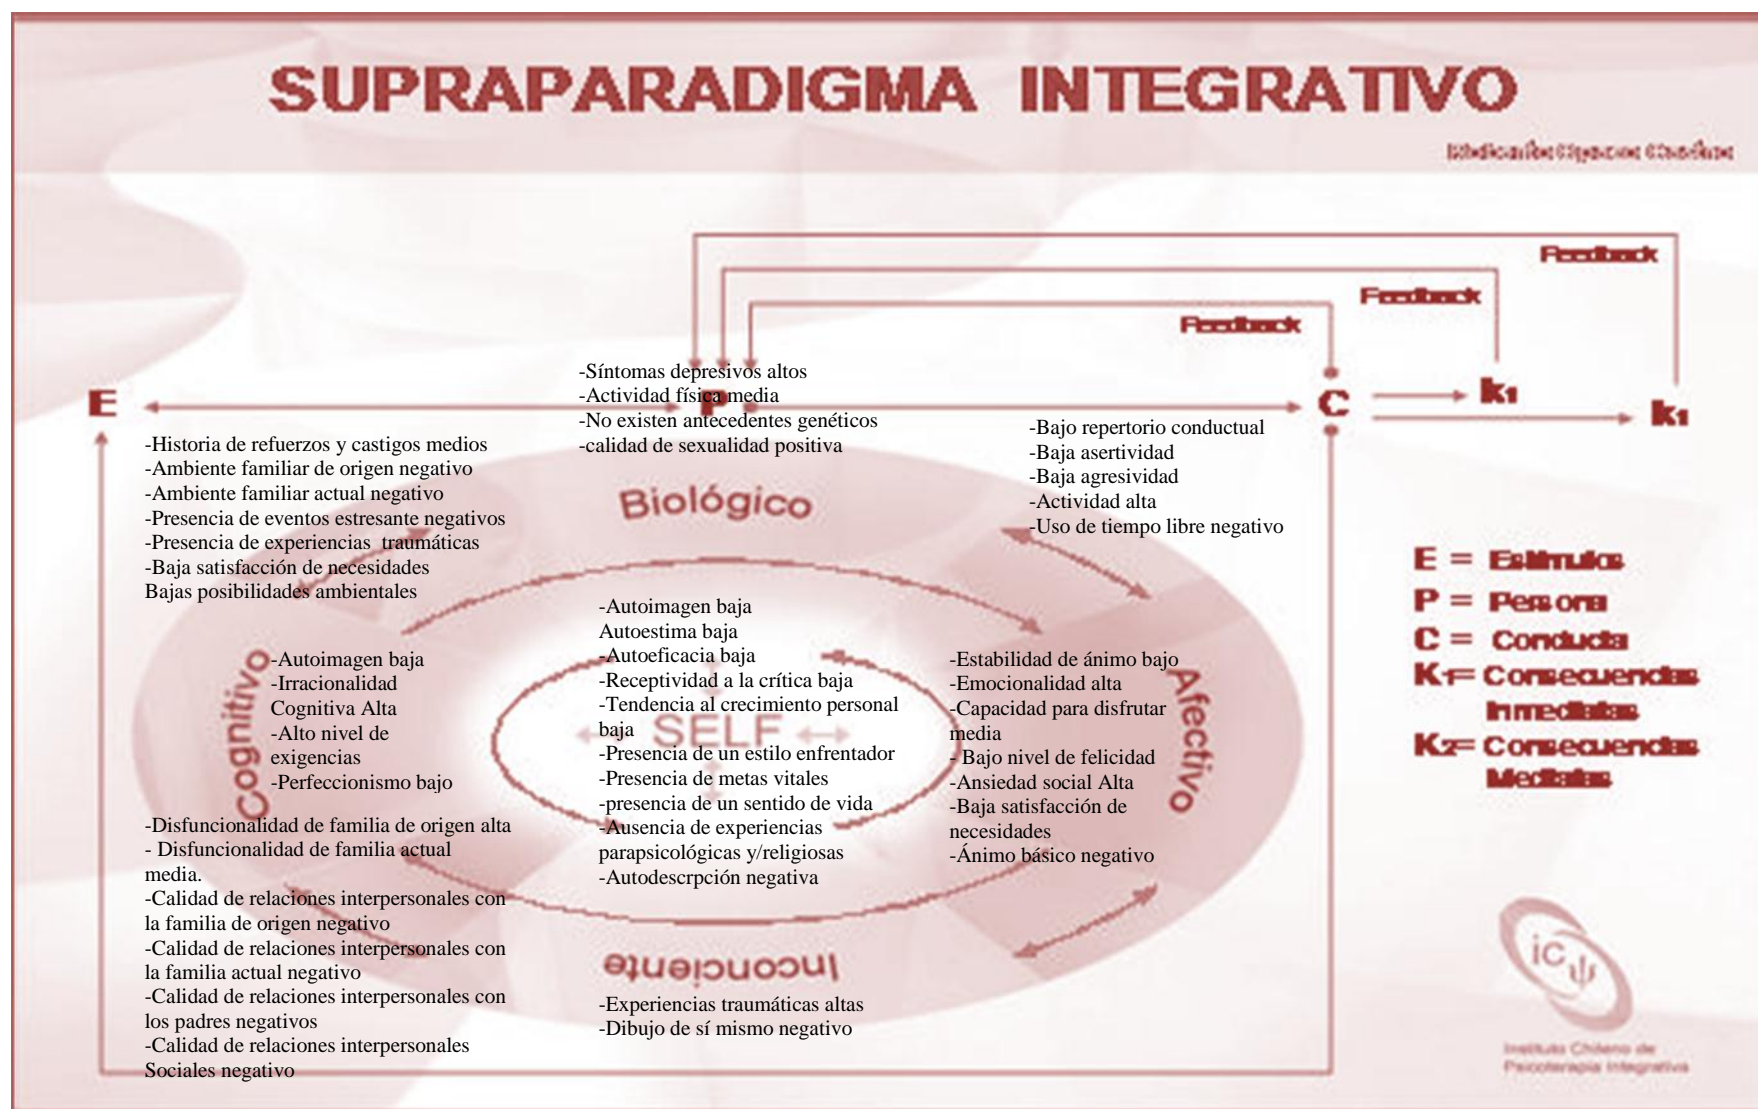 SUPRAPARADIGMA INTEGRATIVO
Feedback
Feedback
Feedback
E
P
C
k1
k1
-Síntomas depresivos altos
-Actividad física media
-No existen antecedentes genéticos
-calidad de sexualidad positiva
-Historia de refuerzos y castigos medios
-Ambiente familiar de origen negativo
-Ambiente familiar actual negativo
-Presencia de eventos estresante negativos
-Presencia de experiencias traumáticas
-Baja satisfacción de necesidades
Bajas posibilidades ambientales
-Bajo repertorio conductual
-Baja asertividad
-Baja agresividad
-Actividad alta
-Uso de tiempo libre negativo
Biológico
E = Estímulos
P = Persona
C = Conducta
K1= Consecuencias
Inmediatas
K2= Consecuencias
Mediatas
Cognitivo
-Autoimagen baja
-Irracionalidad
Cognitiva Alta
-Alto nivel de
exigencias
-Perfeccionismo bajo
-Autoimagen baja
Autoestima baja
-Autoeficacia baja
-Receptividad a la crítica baja
-Tendencia al crecimiento personal
baja
SELF
-Presencia de un estilo enfrentador
-Presencia de metas vitales
-presencia de un sentido de vida
-Ausencia de experiencias
parapsicológicas y/religiosas
-Autodescrpción negativa
-Estabilidad de ánimo bajo
-Emocionalidad alta
-Capacidad para disfrutar
media
- Bajo nivel de felicidad
-Ansiedad social Alta
-Baja satisfacción de
necesidades
-Ánimo básico negativo
Afectivo
-Disfuncionalidad de familia de origen alta
- Disfuncionalidad de familia actual
media.
-Calidad de relaciones interpersonales con
la familia de origen negativo
-Calidad de relaciones interpersonales con
la familia actual negativo
-Calidad de relaciones interpersonales con
los padres negativos
-Calidad de relaciones interpersonales
Sociales negativo
Inconciente
-Experiencias traumáticas altas
-Dibujo de sí mismo negativo
icψ
Instituto Chileno de
Psicoterapia Integrativa